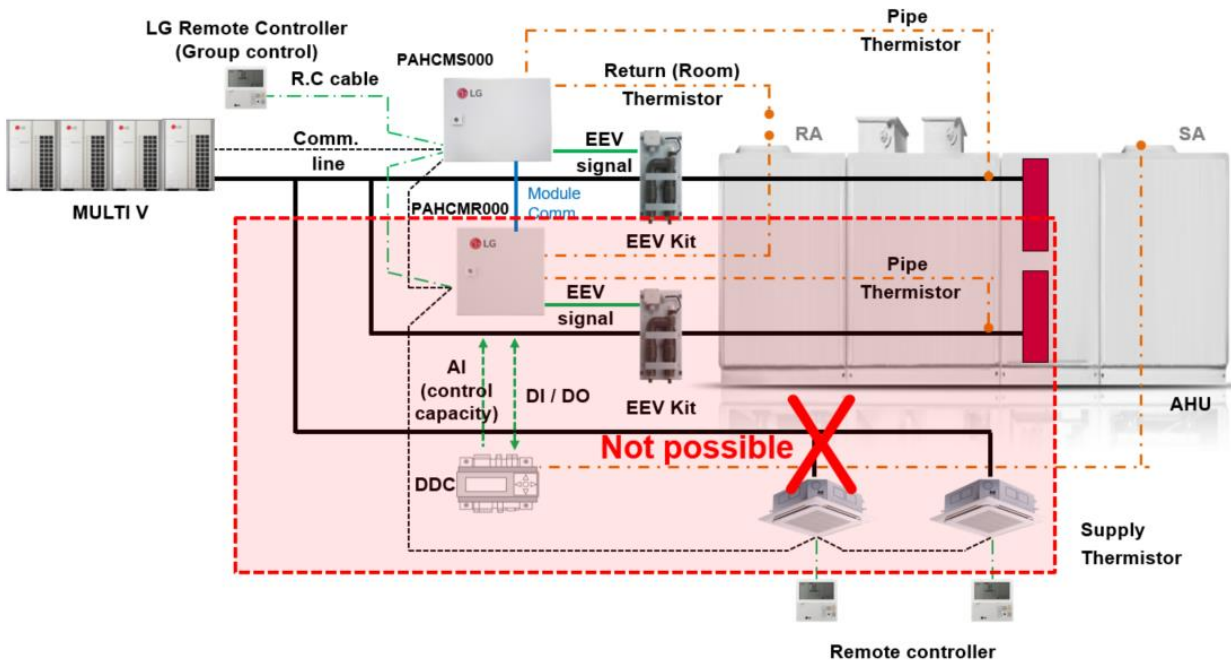 LG Remote Controller
(Group control)
PAHCMS000
Pipe
Thermistor
R.C cable
Return (Room)
Thermistor
LG
RA
SA
Comm.
line
EEV
signal
MULTI V
Module
Comm.
PAHCMR000
LG
EEV Kit
Pipe
Thermistor
EEV
signal
AI
(control
capacity)
DI / DO
EEV Kit
AHU
Not possible
DDC
Supply
Thermistor
Remote controller